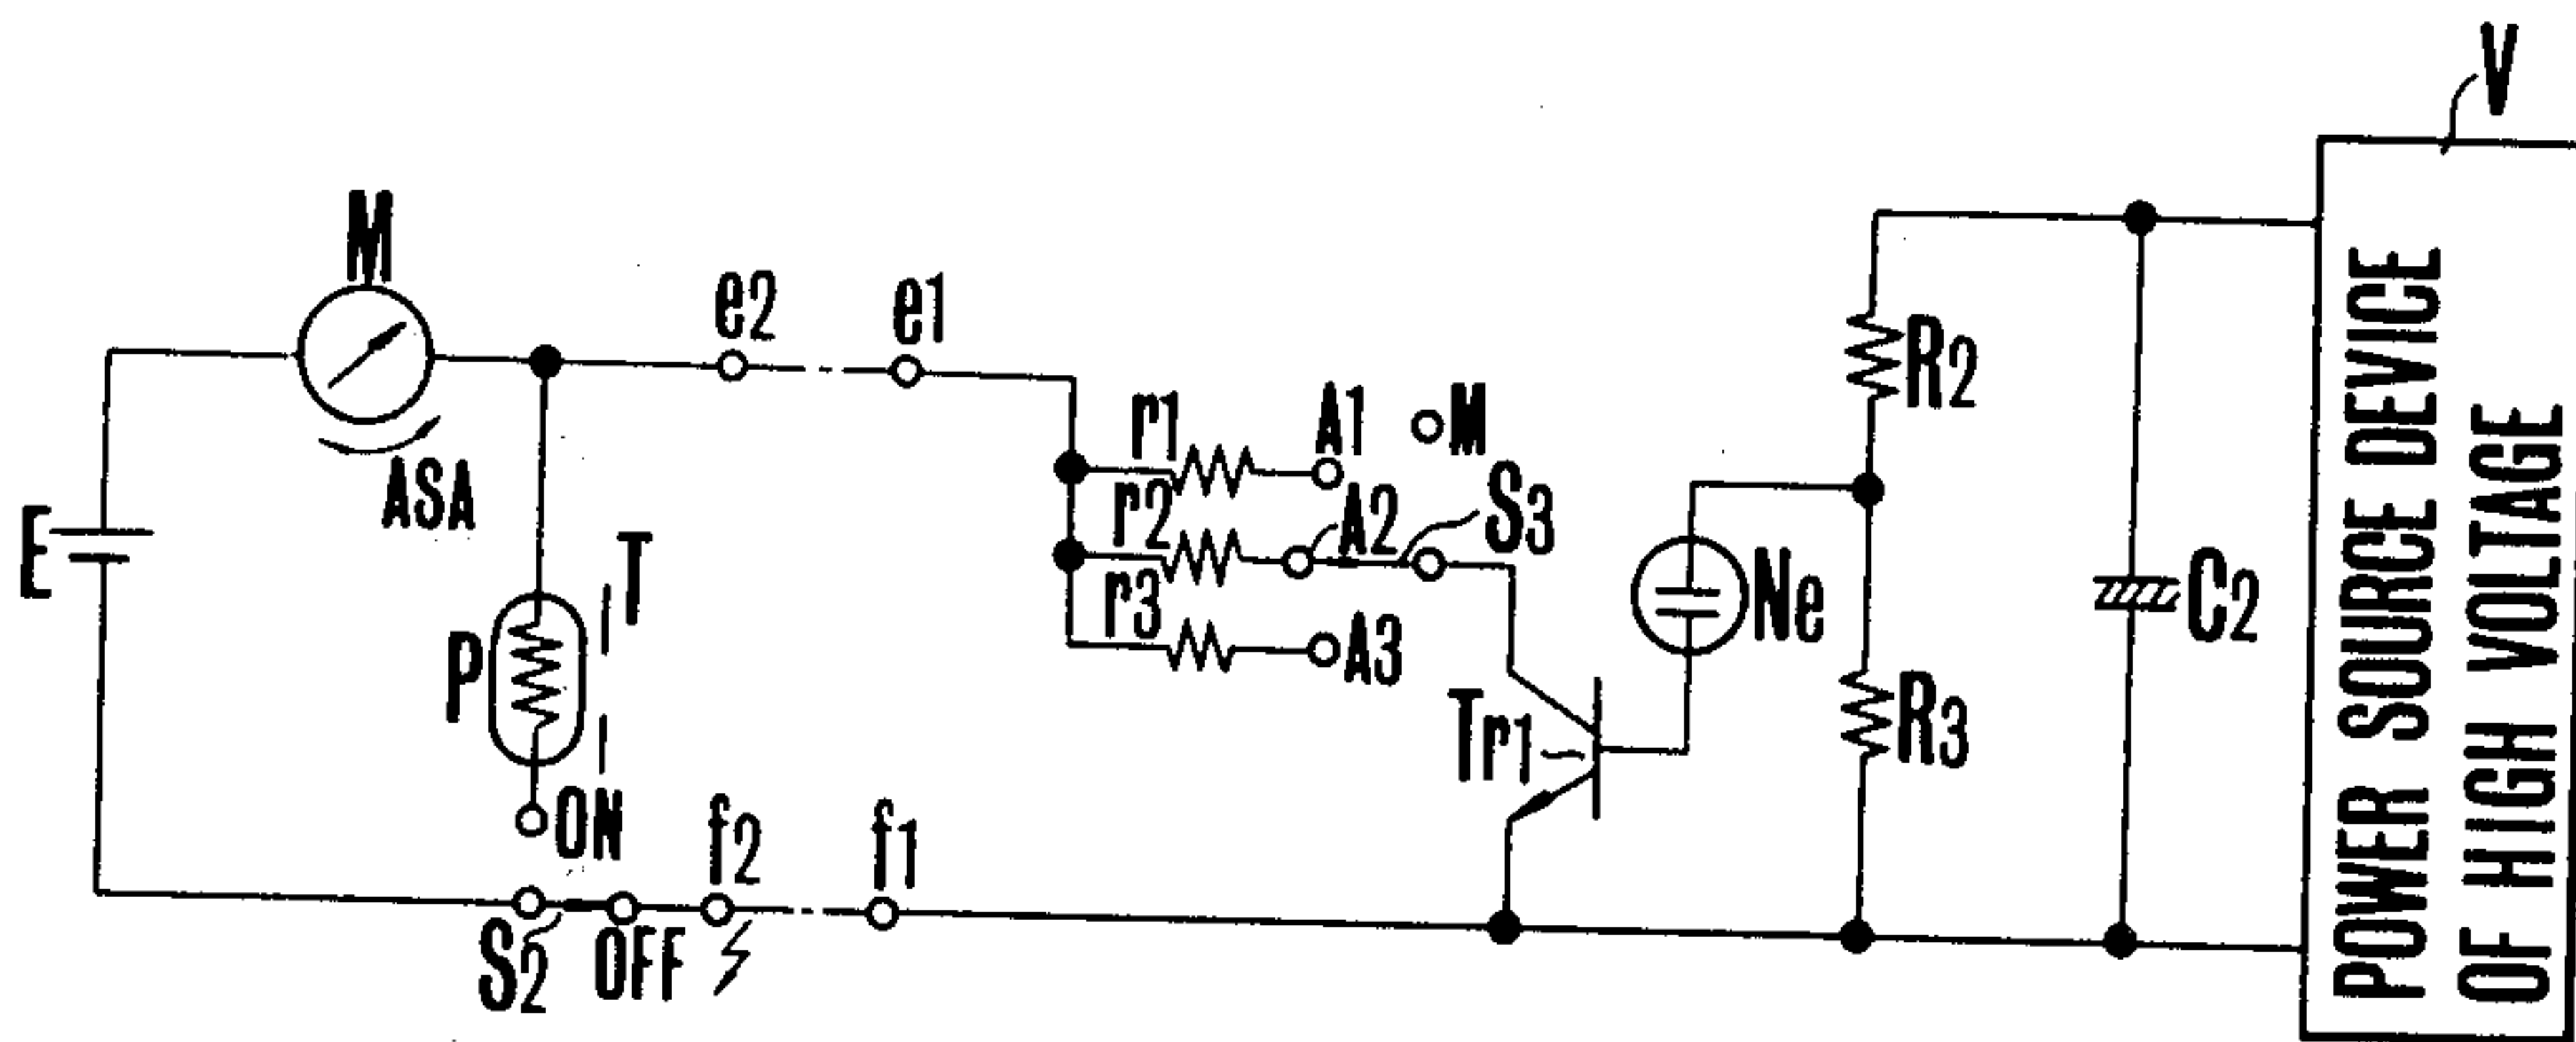 V
M
e2
e1
ASA
E
P
T
ON
S2
OFF
f2
f1
r1
A1
M
r2
A2
S3
r3
A3
Tr1
Ne
R2
R3
C2
POWER SOURCE DEVICE
OF HIGH VOLTAGE